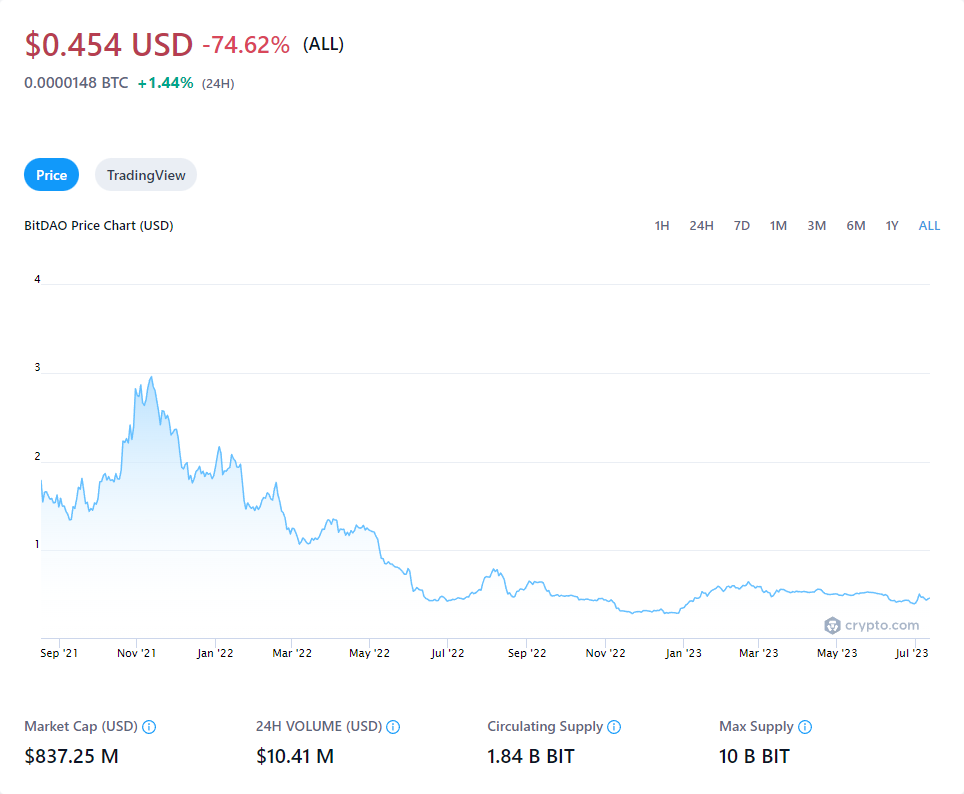 $0.454 USD -74.62% (ALL)
0.0000148 BTC +1.44% (24H)
Price TradingView
BitDAO Price Chart (USD) 1H 24H 7D 1M 3M 6M 1Y ALL
4
3
2
1
crypto.com
Sep '21 Nov '21 Jan '22 Mar '22 May '22 Jul '22 Sep '22 Nov '22 Jan '23 Mar '23 May '23 Jul '23
Market Cap (USD) 24H VOLUME (USD) Circulating Supply Max Supply
$837.25 M $10.41 M 1.84 B BIT 10 B BIT